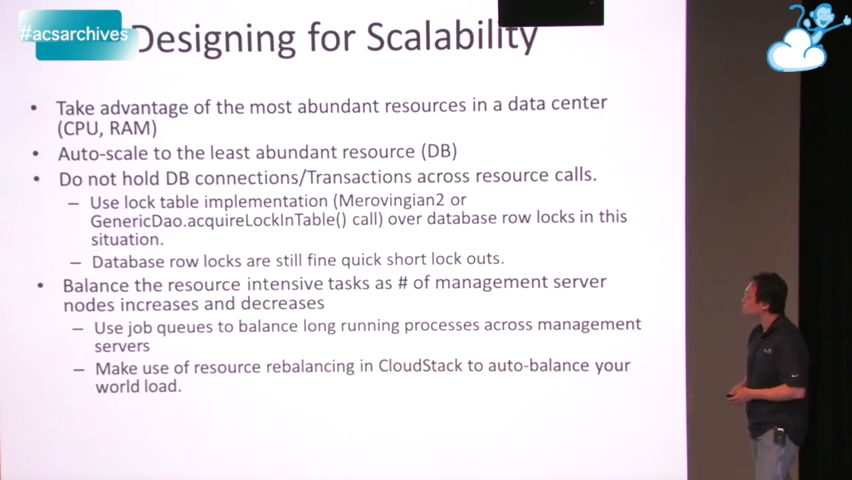 #acsarchives
Designing for Scalability
• Take advantage of the most abundant resources in a data center
(CPU, RAM)
• Auto-scale to the least abundant resource (DB)
• Do not hold DB connections/Transactions across resource calls.
– Use lock table implementation (Merovingian2 or
GenericDao.acquireLockInTable() call) over database row locks in this
situation.
– Database row locks are still fine quick short lock outs.
• Balance the resource intensive tasks as # of management server
nodes increases and decreases
– Use job queues to balance long running processes across management
servers
– Make use of resource rebalancing in CloudStack to auto-balance your
world load.